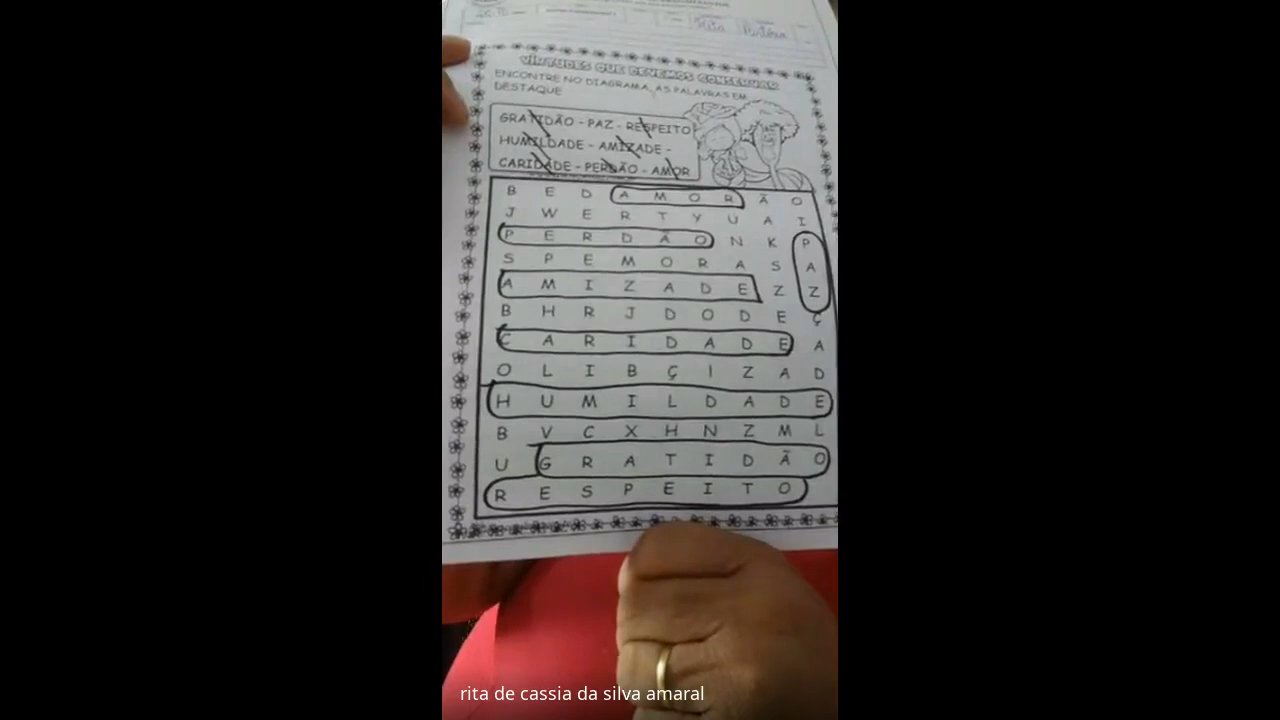 VIRTUDES QUE DEVEMOS CONSERVAR
ENCONTRE NO DIAGRAMA, AS PALAVRAS EM
DESTAQUE
GRATIDÃO - PAZ - RESPEITO
HUMILDADE - AMIZADE -
CARIDADE - PERDÃO - AMOR
B E D A M O R Ã O
J W E R T Y U A I
P E R D Ã O N K P
S P E M O R A S A
A M I Z A D E Z Z
B H R J D O D E Ç
C A R I D A D E A
O L I B Ç I Z A D
H U M I L D A D E
B V C X H N Z M L
U G R A T I D Ã O
R E S P E I T O
rita de cassia da silva amaral